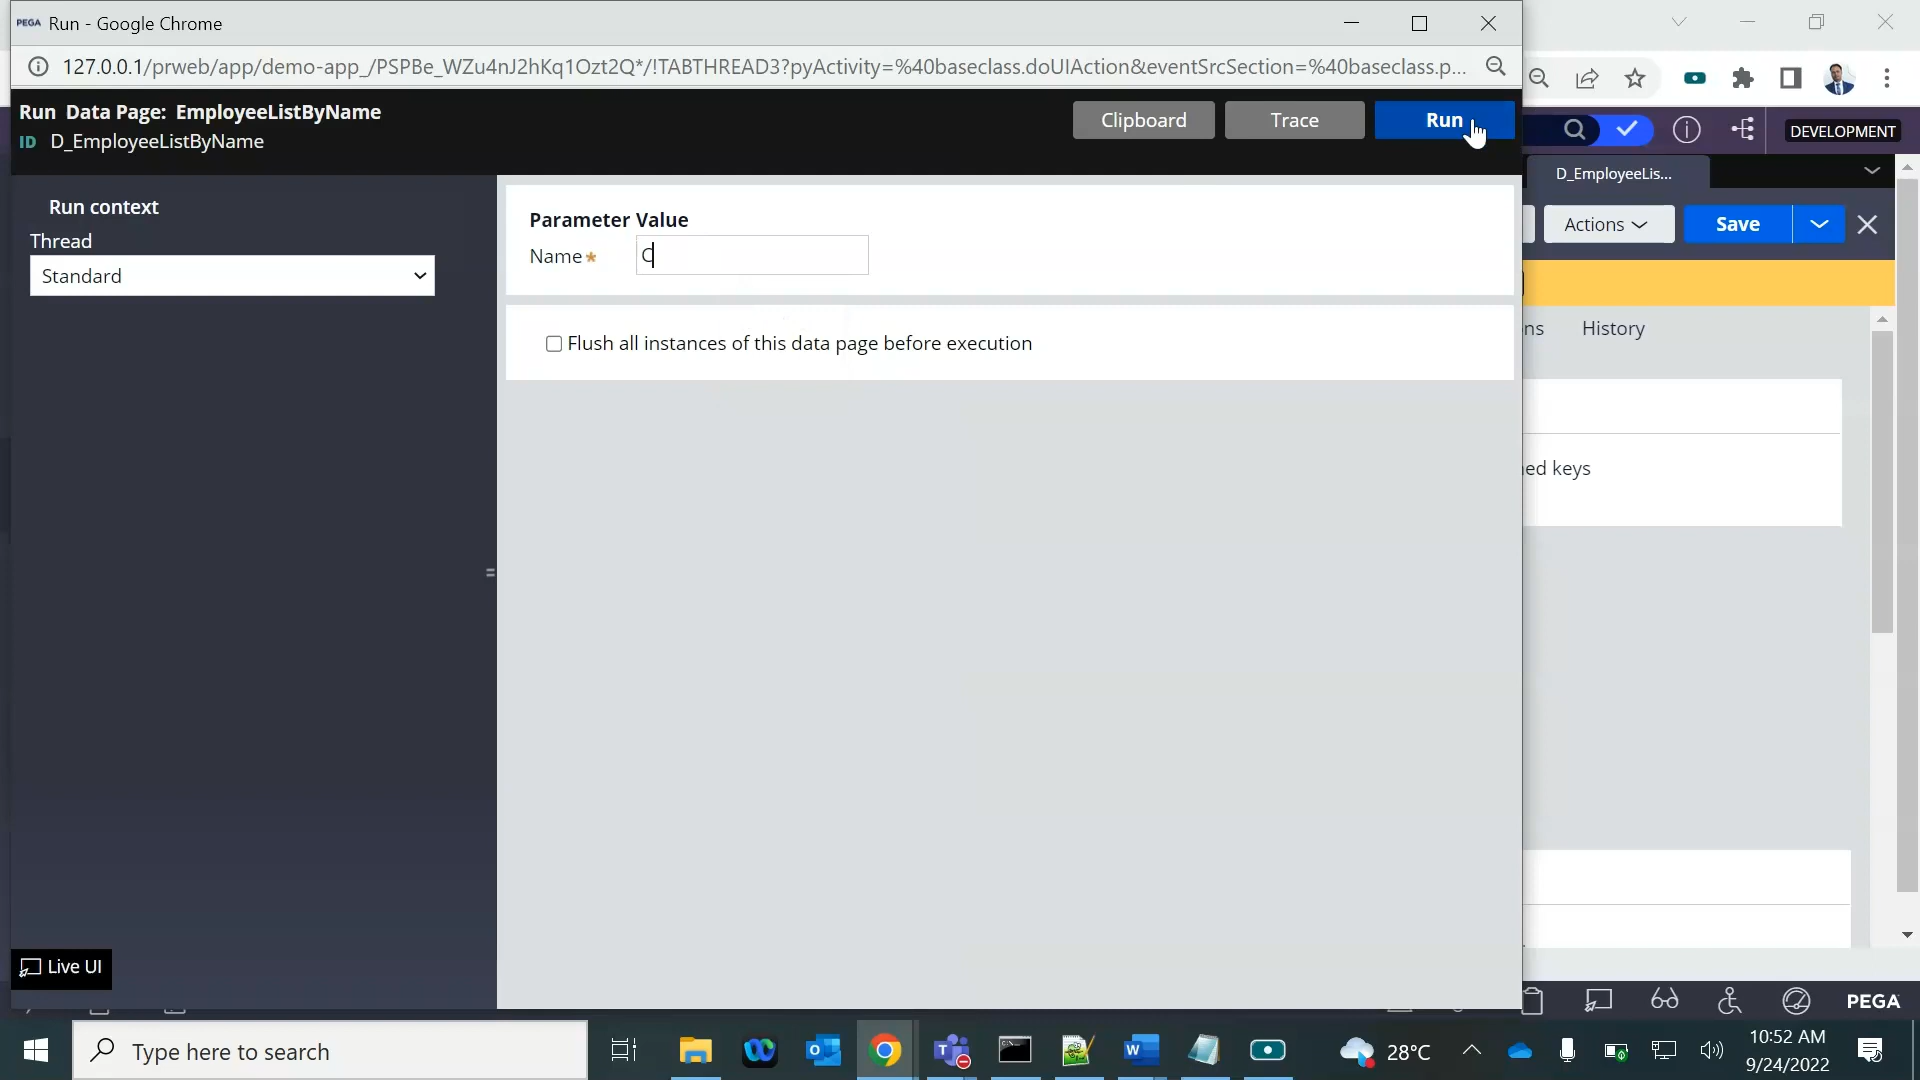 PEGA Run - Google Chrome
127.0.0.1/prweb/app/demo-app_/PSPBe_WZu4nJ2hKq1Ozt2Q*/!TABTHREAD3?pyActivity=%40baseclass.doUIAction&eventSrcSection=%40baseclass.p...
Run Data Page: EmployeeListByName
ID D_EmployeeListByName
Clipboard
Trace
Run
DEVELOPMENT
D_EmployeeLis...
Actions
Save
Run context
Thread
Standard
Parameter Value
Name*
C
Flush all instances of this data page before execution
ns
History
ed keys
Live UI
PEGA
Type here to search
28°C
10:52 AM
9/24/2022